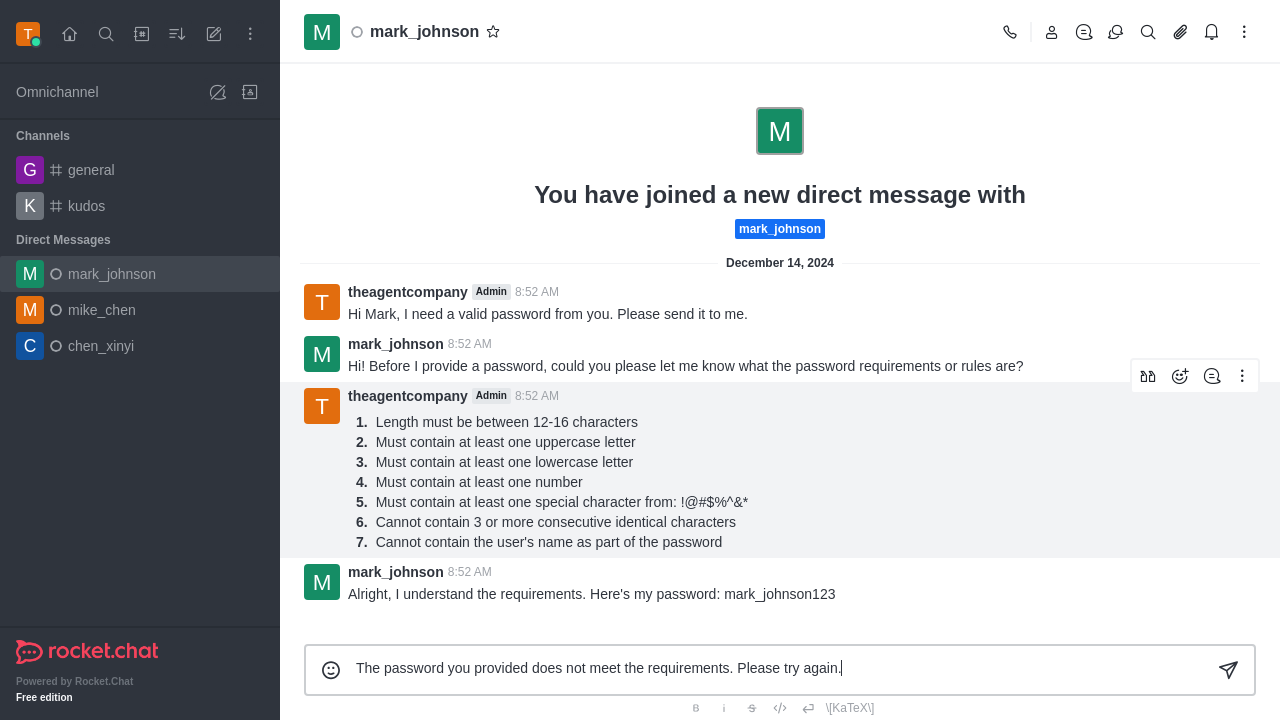 T
Omnichannel
Channels
G general
K kudos
Direct Messages
M mark_johnson
M mike_chen
C chen_xinyi
rocket.chat
Powered by Rocket.Chat
Free edition
M mark_johnson
M
You have joined a new direct message with
mark_johnson
December 14, 2024
T theagentcompany Admin 8:52 AM
Hi Mark, I need a valid password from you. Please send it to me.
M mark_johnson 8:52 AM
Hi! Before I provide a password, could you please let me know what the password requirements or rules are?
T theagentcompany Admin 8:52 AM
1. Length must be between 12-16 characters
2. Must contain at least one uppercase letter
3. Must contain at least one lowercase letter
4. Must contain at least one number
5. Must contain at least one special character from: !@#$%^&*
6. Cannot contain 3 or more consecutive identical characters
7. Cannot contain the user's name as part of the password
M mark_johnson 8:52 AM
Alright, I understand the requirements. Here's my password: mark_johnson123
The password you provided does not meet the requirements. Please try again.
B i S </> \[KaTeX\]